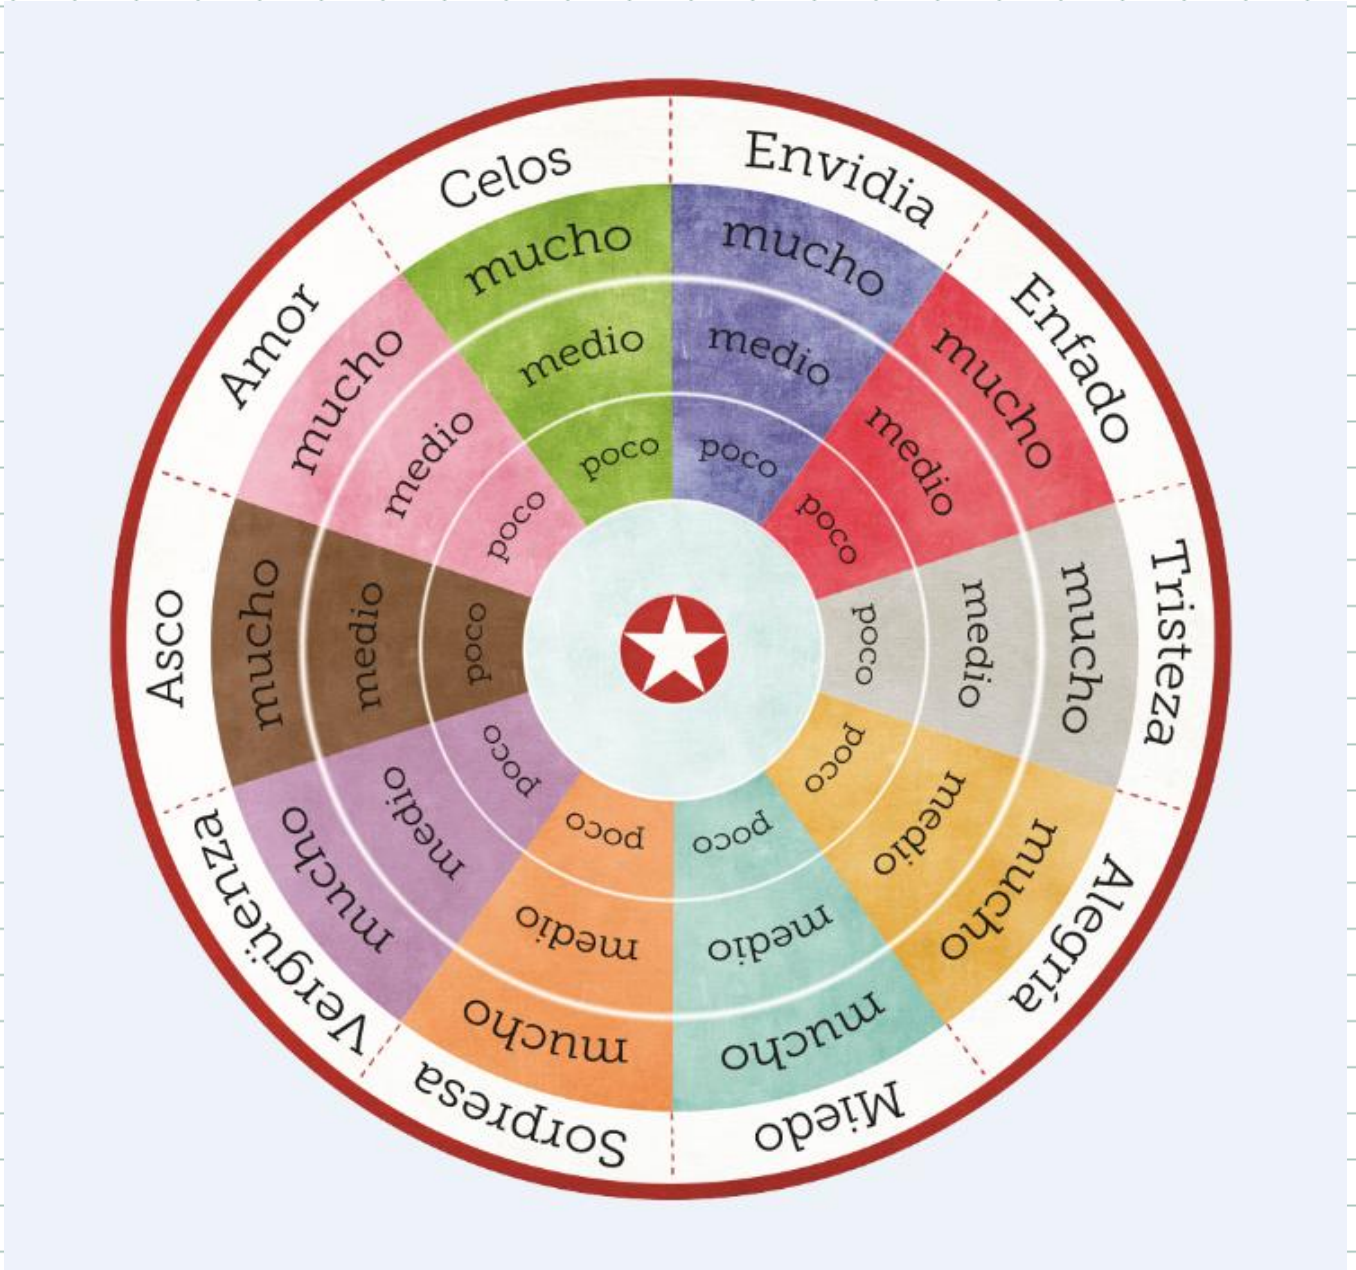 Envidia
mucho
medio
poco
Enfado
mucho
medio
poco
Tristeza
mucho
medio
poco
Alegría
mucho
medio
poco
Miedo
mucho
medio
poco
Sorpresa
mucho
medio
poco
Vergüenza
mucho
medio
poco
Asco
mucho
medio
poco
Amor
mucho
medio
poco
Celos
mucho
medio
poco